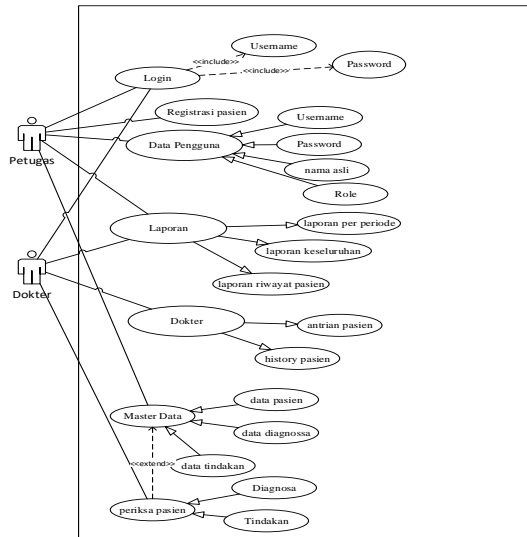 Username
<<include>>
Login
<<include>>
Password
Registrasi pasien
Petugas
Data Pengguna
Username
Password
nama asli
Role
Laporan
laporan per periode
laporan keseluruhan
laporan riwayat pasien
Dokter
Dokter
antrian pasien
history pasien
Master Data
data pasien
data diagnossa
data tindakan
<<extend>>
periksa pasien
Diagnosa
Tindakan